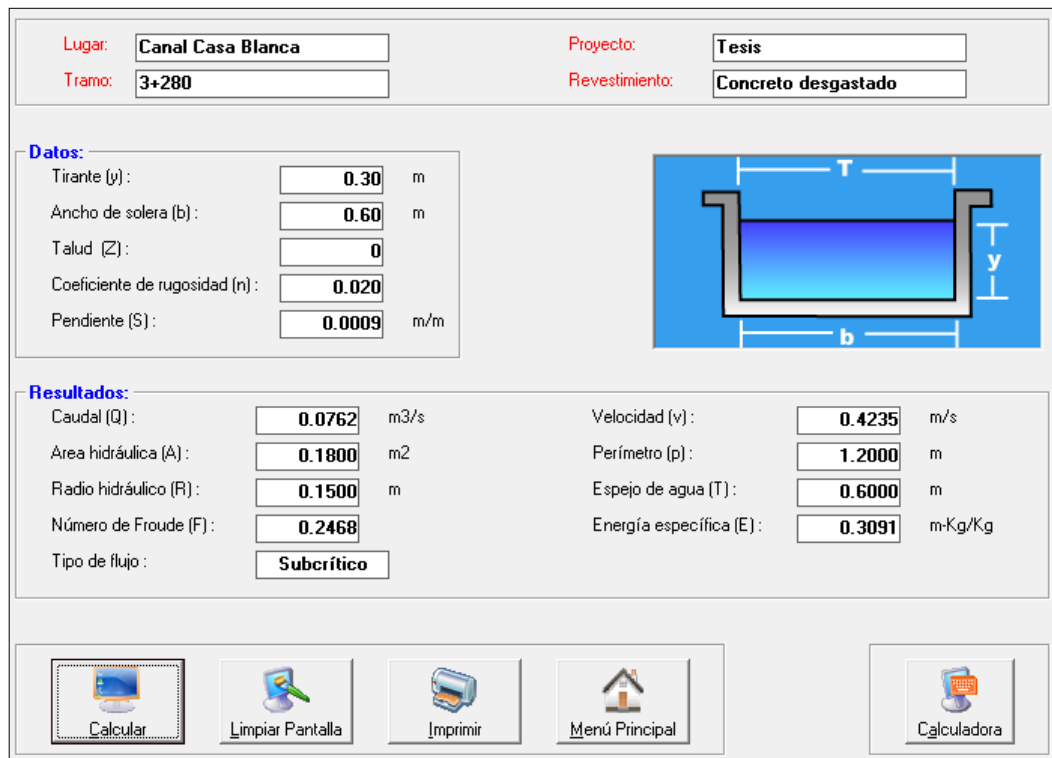 Lugar: Canal Casa Blanca Proyecto: Tesis
Tramo: 3+280 Revestimiento: Concreto desgastado
Datos:
Tirante (y) : 0.30 m
Ancho de solera (b) : 0.60 m
Talud (Z) : 0
Coeficiente de rugosidad (n) : 0.020
Pendiente (S) : 0.0009 m/m
T
y
b
Resultados:
Caudal (Q) : 0.0762 m3/s Velocidad (v) : 0.4235 m/s
Area hidráulica (A) : 0.1800 m2 Perímetro (p) : 1.2000 m
Radio hidráulico (R) : 0.1500 m Espejo de agua (T) : 0.6000 m
Número de Froude (F) : 0.2468 Energía específica (E) : 0.3091 m-Kg/Kg
Tipo de flujo : Subcrítico
Calcular Limpiar Pantalla Imprimir Menú Principal Calculadora